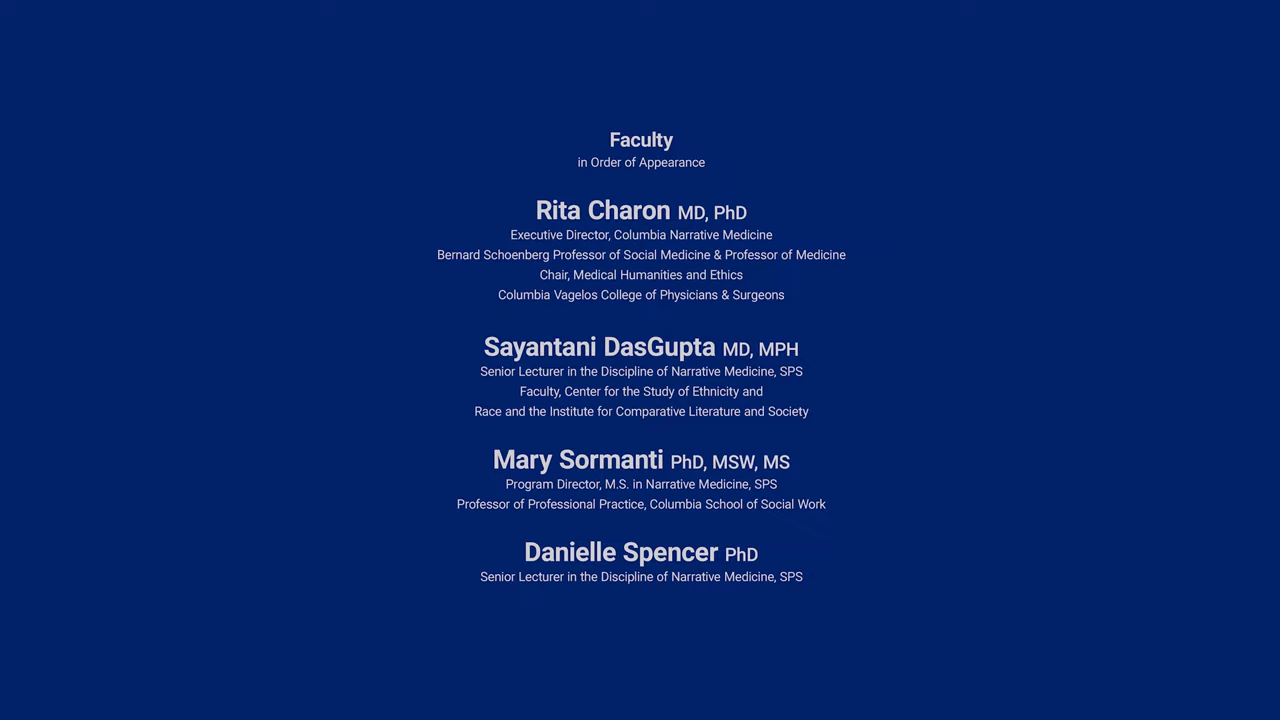 Faculty
in Order of Appearance
Rita Charon MD, PhD
Executive Director, Columbia Narrative Medicine
Bernard Schoenberg Professor of Social Medicine & Professor of Medicine
Chair, Medical Humanities and Ethics
Columbia Vagelos College of Physicians & Surgeons
Sayantani DasGupta MD, MPH
Senior Lecturer in the Discipline of Narrative Medicine, SPS
Faculty, Center for the Study of Ethnicity and
Race and the Institute for Comparative Literature and Society
Mary Sormanti PhD, MSW, MS
Program Director, M.S. in Narrative Medicine, SPS
Professor of Professional Practice, Columbia School of Social Work
Danielle Spencer PhD
Senior Lecturer in the Discipline of Narrative Medicine, SPS